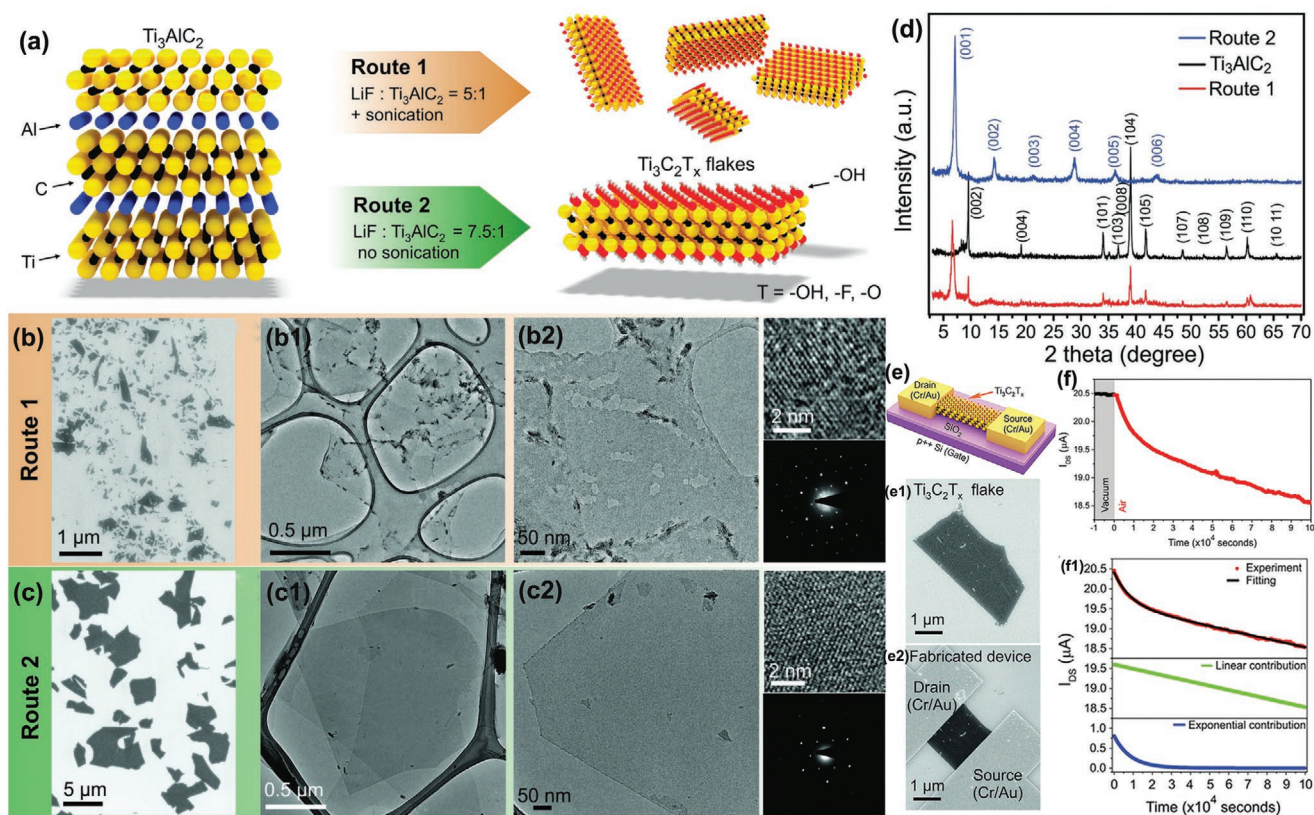 (a)
Ti₃AlC₂
Al
C
Ti
Route 1
LiF : Ti₃AlC₂ = 5:1
+ sonication
Route 2
LiF : Ti₃AlC₂ = 7.5:1
no sonication
Ti₃C₂Tₓ flakes
-OH
T = -OH, -F, -O
(d)
Intensity (a.u.)
Route 2
Ti₃AlC₂
Route 1
(001)
(002)
(003)
(004)
(005)
(006)
(002)
(004)
(101)
(103)
(008)
(104)
(105)
(107)
(108)
(109)
(110)
(10 11)
5 10 15 20 25 30 35 40 45 50 55 60 65 70
2 theta (degree)
Route 1
(b)
1 µm
(b1)
0.5 µm
(b2)
50 nm
2 nm
Route 2
(c)
5 µm
(c1)
0.5 µm
(c2)
50 nm
2 nm
(e)
Drain
(Cr/Au)
Ti₃C₂Tₓ
Source
(Cr/Au)
SiO₂
p++ Si (Gate)
(e1)
Ti₃C₂Tₓ flake
1 µm
(e2) Fabricated device
Drain
(Cr/Au)
Source
(Cr/Au)
1 µm
(f)
20.5
20.0
19.5
19.0
18.5
I_DS (µA)
Vacuum
Air
-1 0 1 2 3 4 5 6 7 8 9 10
Time (x10⁴ seconds)
(f1)
Experiment
Fitting
20.5
20.0
19.5
19.0
18.5
I_DS (µA)
Linear contribution
19.5
19.0
18.5
Exponential contribution
1.0
0.5
0.0
0 1 2 3 4 5 6 7 8 9 10
Time (x10⁴ seconds)